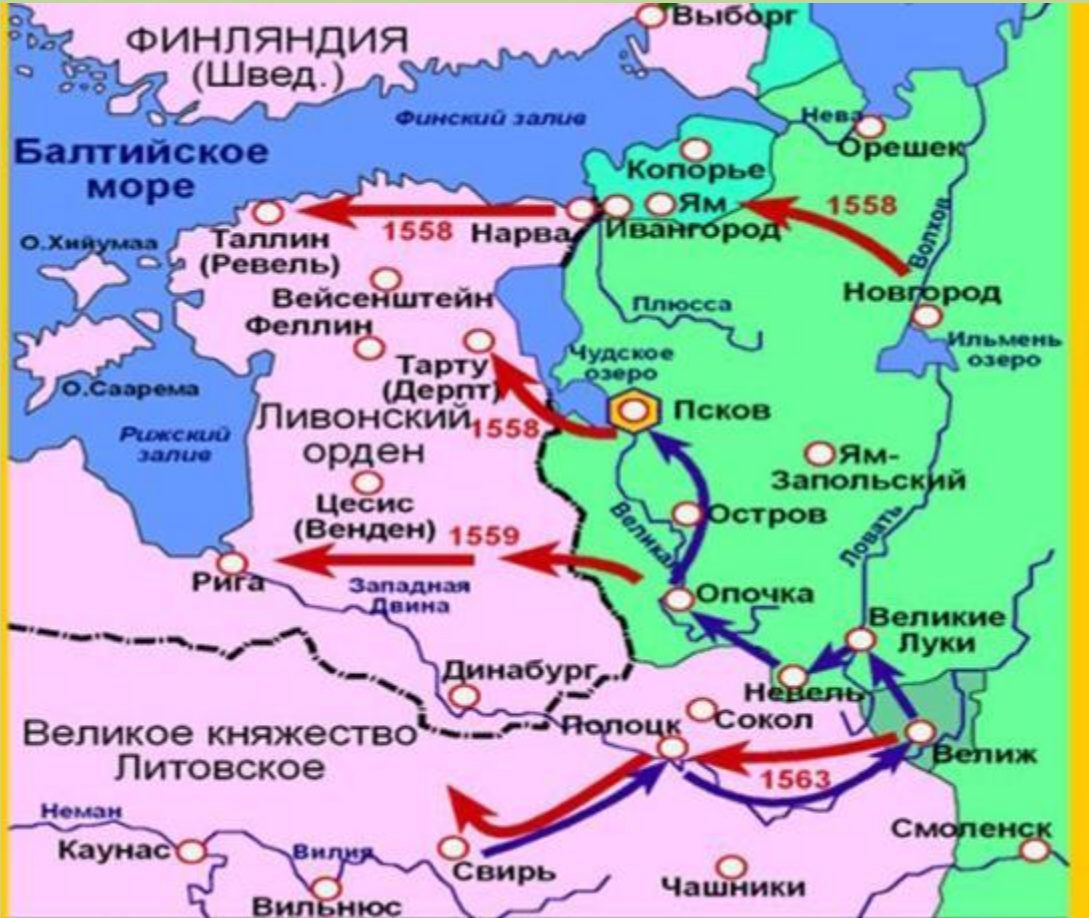 Выборг
ФИНЛЯНДИЯ
(Швед.)
Финский залив
Нева
Орешек
Балтийское
море
Копорье
Ям
1558
Волхов
О.Хийумаа
Таллин
(Ревель)
1558
Нарва
Ивангород
Вейсенштейн
Новгород
Плюсса
Феллин
Ильмень
озеро
Тарту
(Дерпт)
Чудское
озеро
О.Саарема
Ливонский
орден
1558
Псков
Рижский
залив
Ям-
Запольский
Цесис
(Венден)
1559
Великая
Остров
Ловать
Рига
Западная
Двина
Опочка
Великие
Луки
Динабург
Невель
Полоцк
Сокол
Великое княжество
Литовское
Велиж
1563
Неман
Каунас
Вилия
Свирь
Смоленск
Чашники
Вильнюс